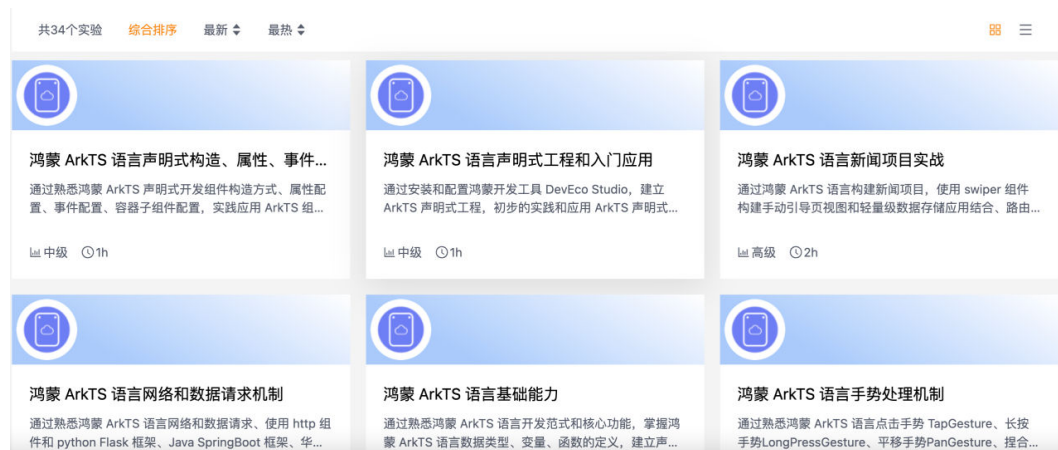 共34个实验 综合排序 最新 最热
鸿蒙 ArkTS 语言声明式构造、属性、事件...
通过熟悉鸿蒙 ArkTS 声明式开发组件构造方式、属性配
置、事件配置、容器子组件配置，实践应用 ArkTS 组...
中级 1h
鸿蒙 ArkTS 语言声明式工程和入门应用
通过安装和配置鸿蒙开发工具 DevEco Studio，建立
ArkTS 声明式工程，初步的实践和应用 ArkTS 声明式...
中级 1h
鸿蒙 ArkTS 语言新闻项目实战
通过鸿蒙 ArkTS 语言构建新闻项目，使用 swiper 组件
构建手动引导页视图和轻量级数据存储应用结合、路由...
高级 2h
鸿蒙 ArkTS 语言网络和数据请求机制
通过熟悉鸿蒙 ArkTS 语言网络和数据请求、使用 http 组
件和 python Flask 框架、Java SpringBoot 框架、华...
鸿蒙 ArkTS 语言基础能力
通过熟悉鸿蒙 ArkTS 语言开发范式和核心功能，掌握鸿
蒙 ArkTS 语言数据类型、变量、函数的定义，建立声...
鸿蒙 ArkTS 语言手势处理机制
通过熟悉鸿蒙 ArkTS 语言点击手势 TapGesture、长按
手势LongPressGesture、平移手势PanGesture、捏合...